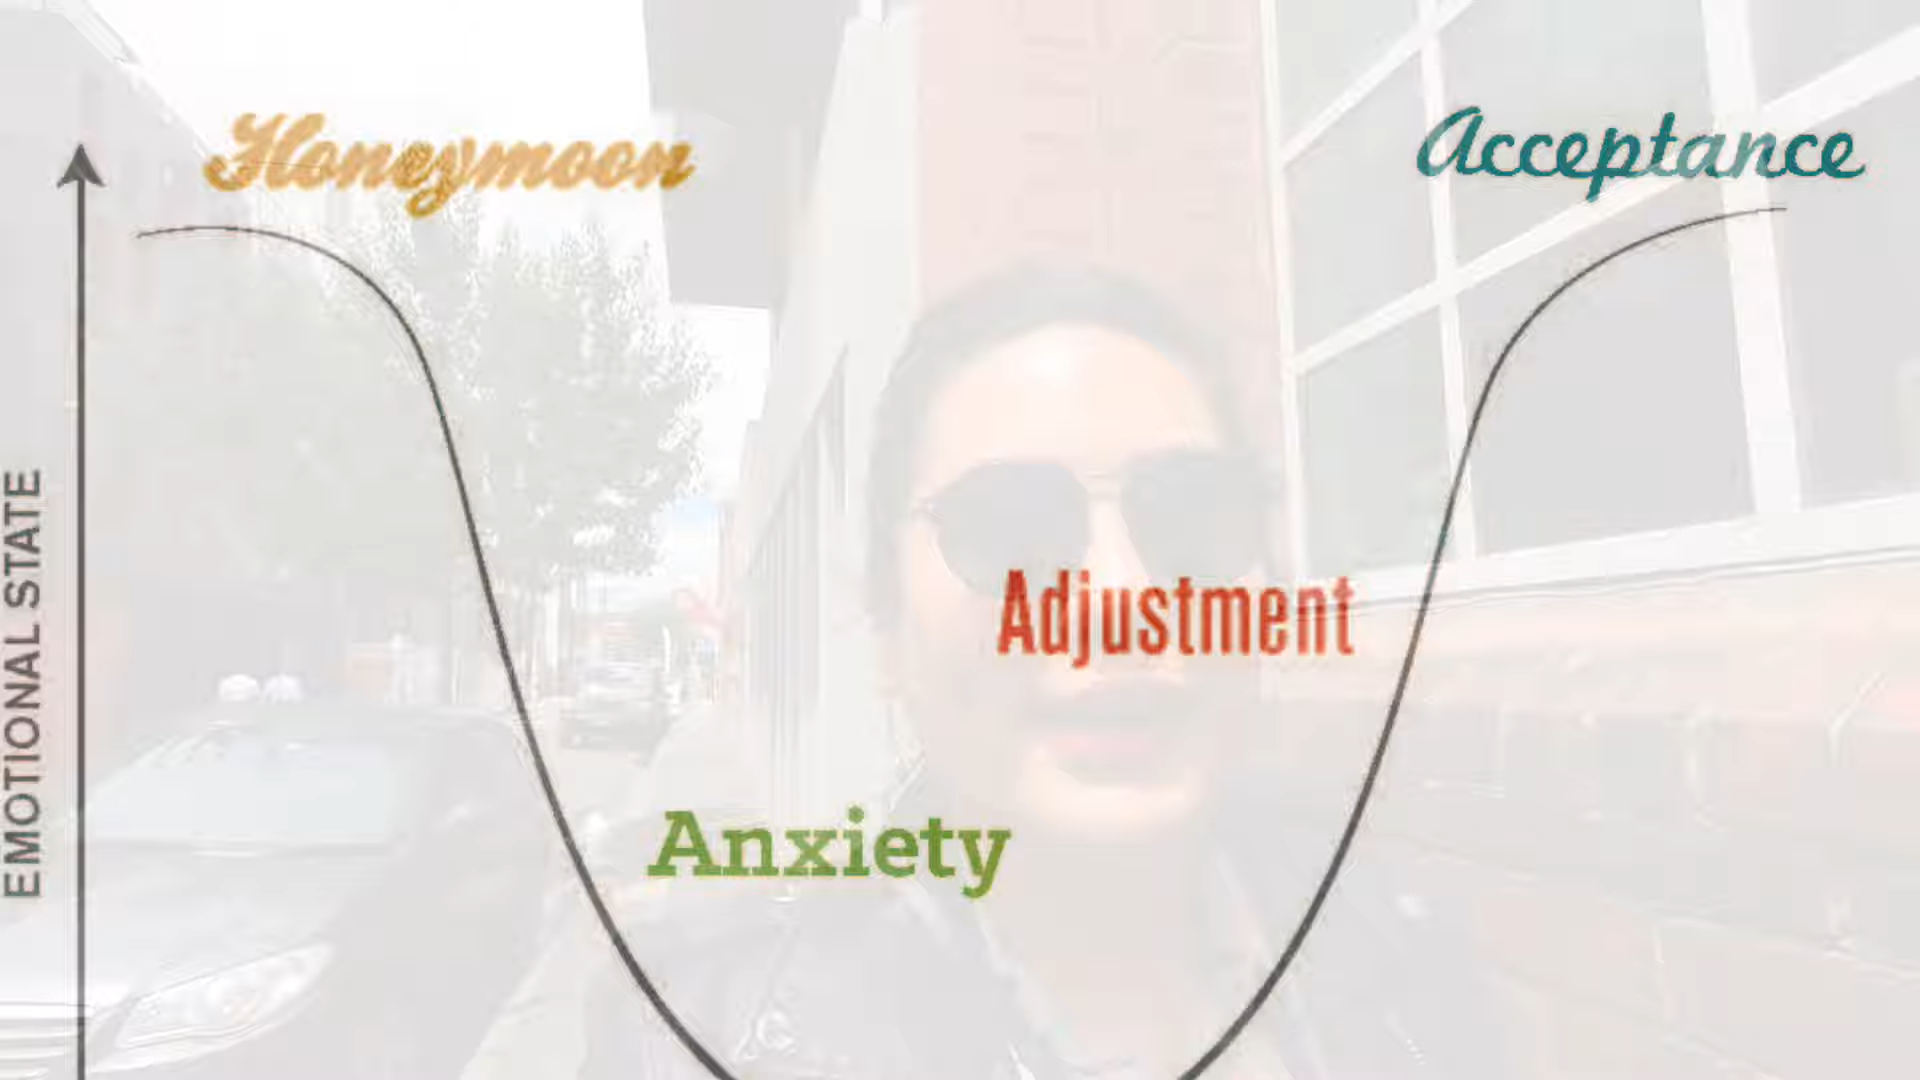 Honeymoon
Acceptance
EMOTIONAL STATE
Adjustment
Anxiety